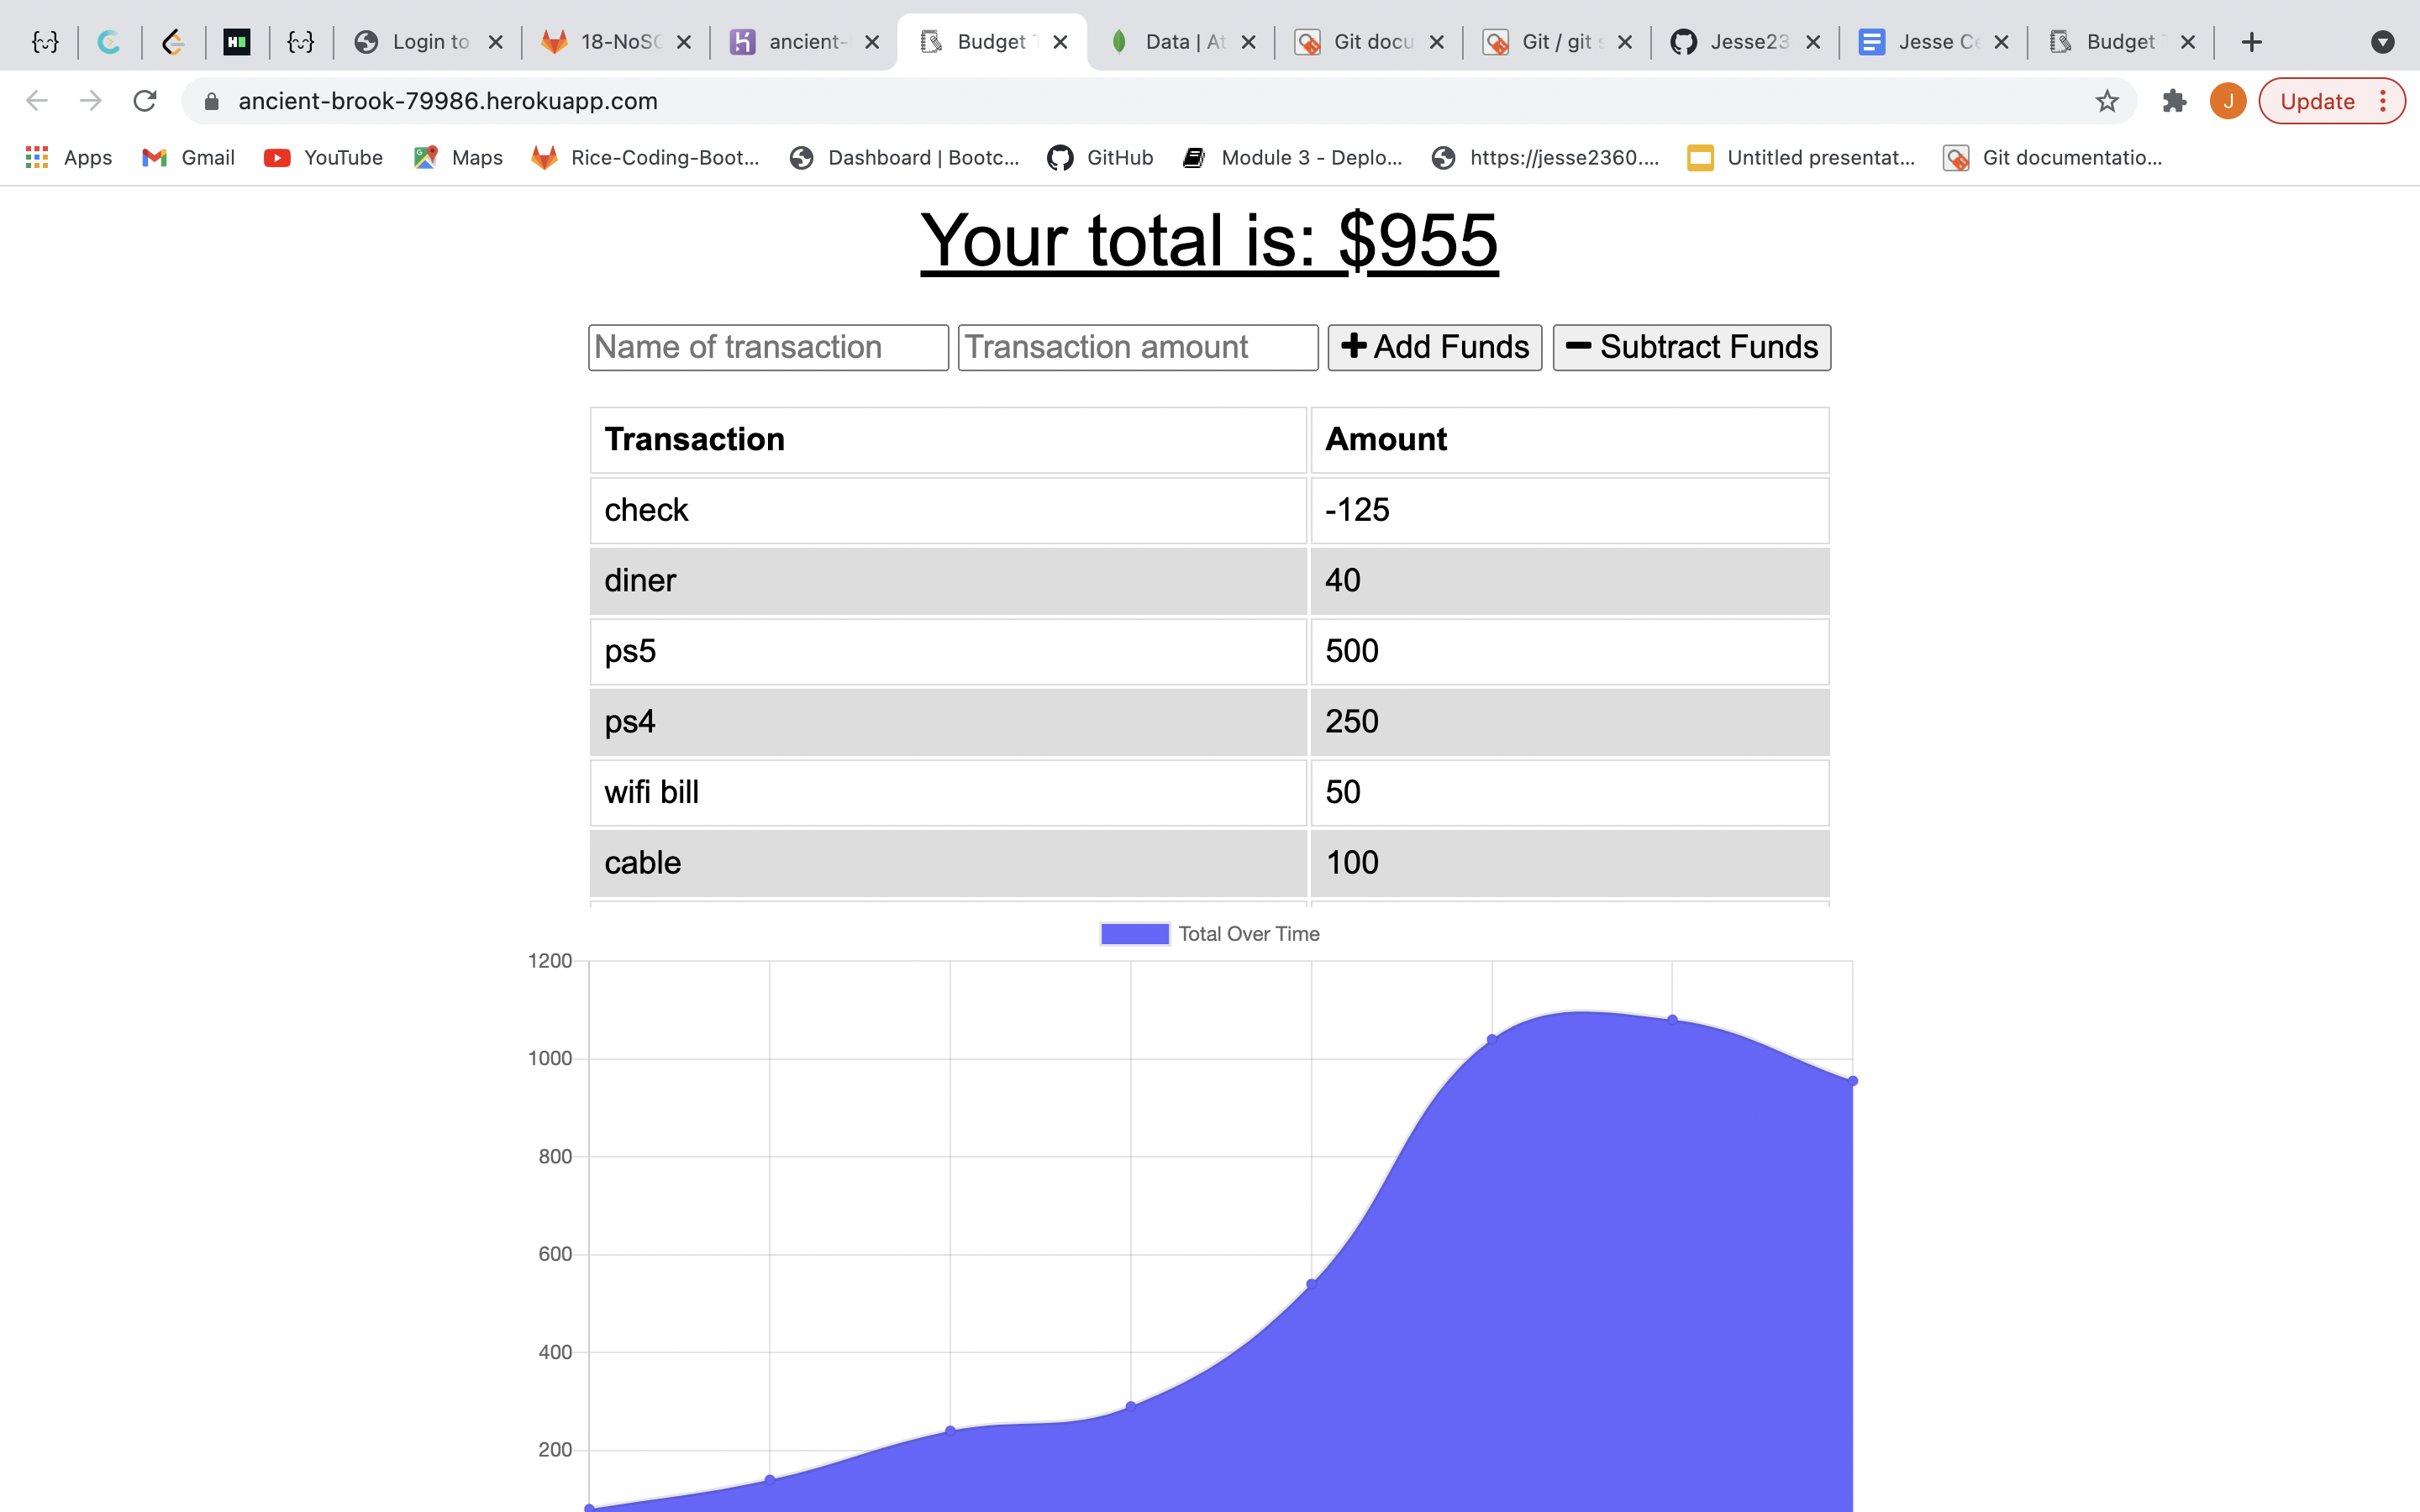 Login to 18-NoSC ancient- Budget T Data | At Git docu Git / git s Jesse23 Jesse Ce Budget T
ancient-brook-79986.herokuapp.com J Update
Apps Gmail YouTube Maps Rice-Coding-Boot... Dashboard | Bootc... GitHub Module 3 - Deplo... https://jesse2360.... Untitled presentat... Git documentatio...
Your total is: $955
Name of transaction Transaction amount Add Funds Subtract Funds
Transaction Amount
check -125
diner 40
ps5 500
ps4 250
wifi bill 50
cable 100
Total Over Time
1200
1000
800
600
400
200